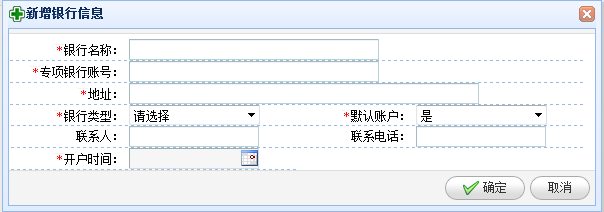 新增银行信息
*银行名称：
*专项银行账号：
*地址：
*银行类型： 请选择 *默认账户： 是
联系人： 联系电话：
*开户时间：
确定 取消